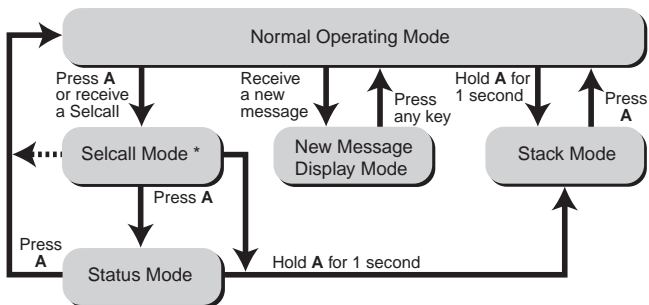 Normal Operating Mode
Press A
or receive
a Selcall
Receive
a new
message
Press
any key
Hold A for
1 second
Press
A
Selcall Mode *
New Message
Display Mode
Stack Mode
Press A
Press
A
Status Mode
Hold A for 1 second